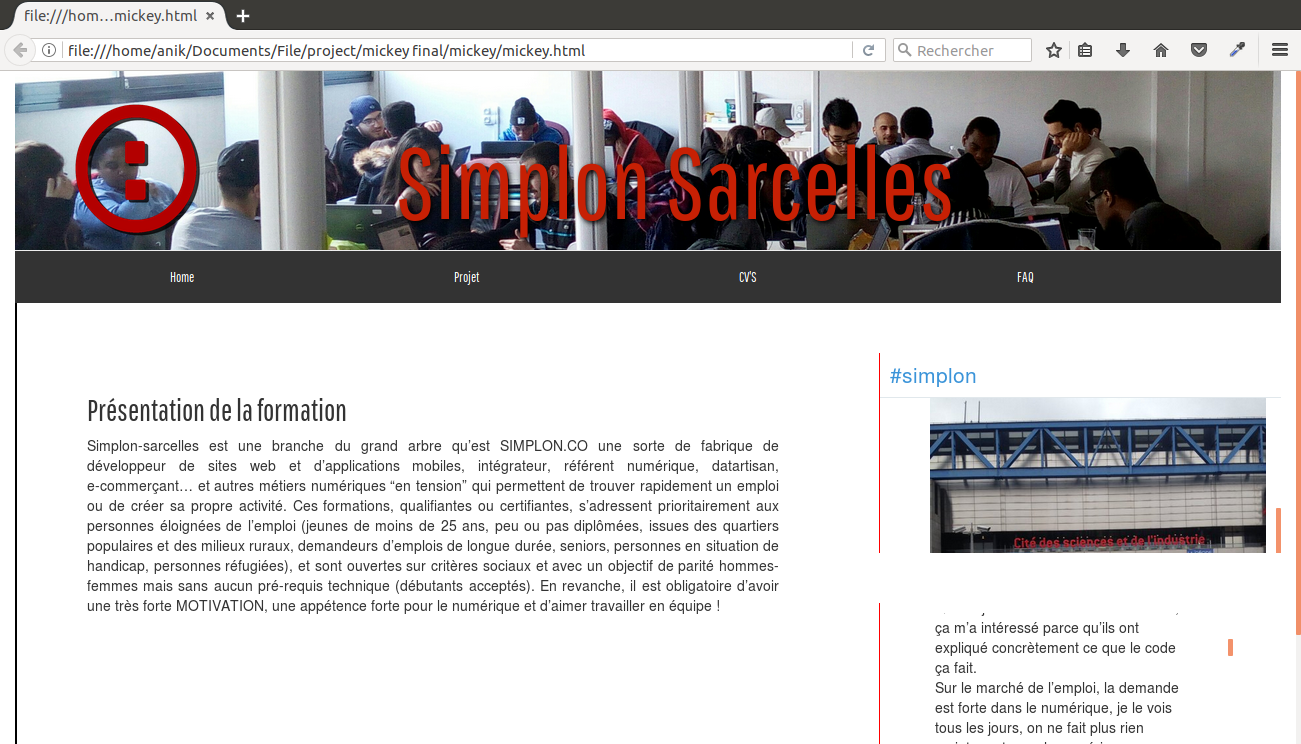 file:///hom…mickey.html
file:///home/anik/Documents/File/project/mickey final/mickey/mickey.html
Rechercher
Simplon Sarcelles
Home
Projet
CV'S
FAQ
Présentation de la formation
Simplon-sarcelles est une branche du grand arbre qu’est SIMPLON.CO une sorte de fabrique de
développeur de sites web et d’applications mobiles, intégrateur, référent numérique, datartisan,
e-commerçant… et autres métiers numériques “en tension” qui permettent de trouver rapidement un emploi
ou de créer sa propre activité. Ces formations, qualifiantes ou certifiantes, s’adressent prioritairement aux
personnes éloignées de l’emploi (jeunes de moins de 25 ans, peu ou pas diplômées, issues des quartiers
populaires et des milieux ruraux, demandeurs d’emplois de longue durée, seniors, personnes en situation de
handicap, personnes réfugiées), et sont ouvertes sur critères sociaux et avec un objectif de parité hommes-
femmes mais sans aucun pré-requis technique (débutants acceptés). En revanche, il est obligatoire d’avoir
une très forte MOTIVATION, une appétence forte pour le numérique et d’aimer travailler en équipe !
#simplon
Cité des sciences et de l'industrie
ça m’a intéressé parce qu’ils ont
expliqué concrètement ce que le code
ça fait.
Sur le marché de l’emploi, la demande
est forte dans le numérique, je le vois
tous les jours, on ne fait plus rien